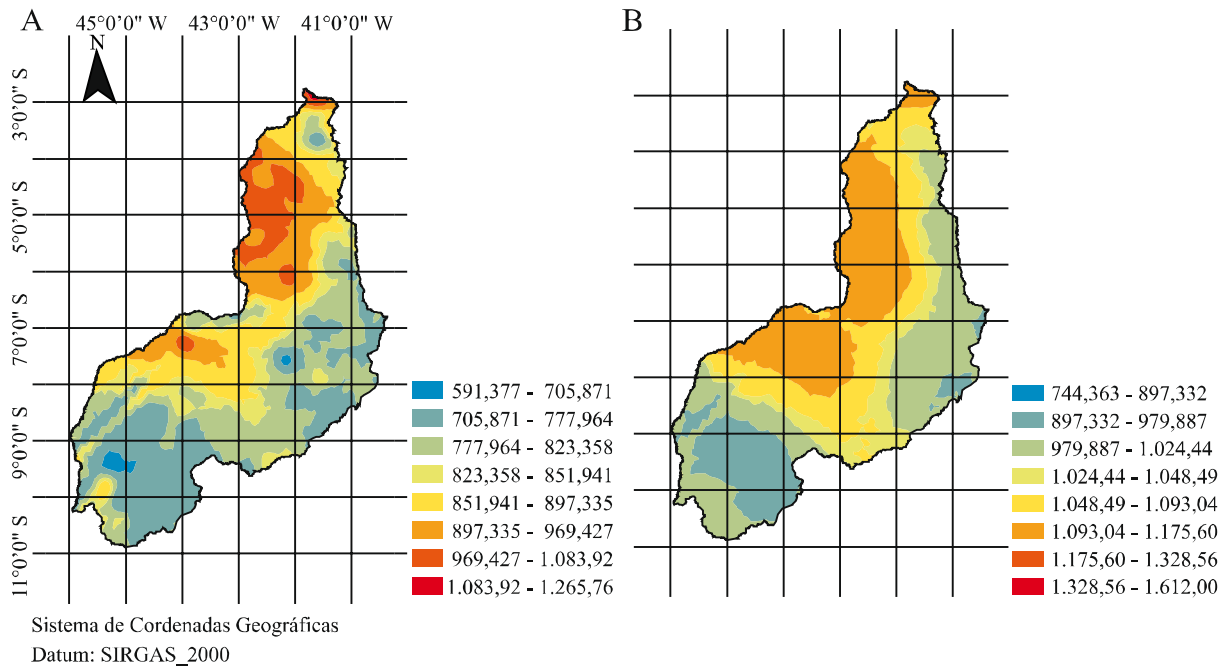 A
B
45°0'0" W
43°0'0" W
41°0'0" W
N
3°0'0" S
5°0'0" S
7°0'0" S
9°0'0" S
11°0'0" S
591,377 - 705,871
705,871 - 777,964
777,964 - 823,358
823,358 - 851,941
851,941 - 897,335
897,335 - 969,427
969,427 - 1.083,92
1.083,92 - 1.265,76
744,363 - 897,332
897,332 - 979,887
979,887 - 1.024,44
1.024,44 - 1.048,49
1.048,49 - 1.093,04
1.093,04 - 1.175,60
1.175,60 - 1.328,56
1.328,56 - 1.612,00
Sistema de Cordenadas Geográficas
Datum: SIRGAS_2000